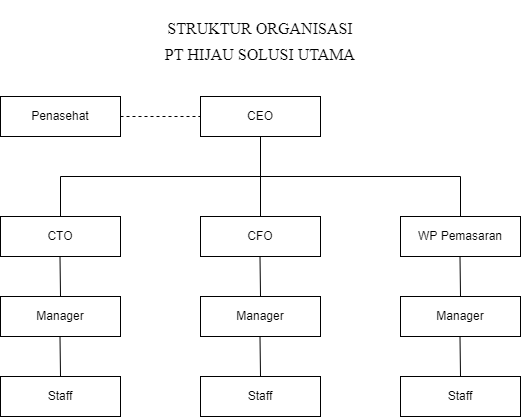 STRUKTUR ORGANISASI
PT HIJAU SOLUSI UTAMA
Penasehat
CEO
CTO
CFO
WP Pemasaran
Manager
Manager
Manager
Staff
Staff
Staff